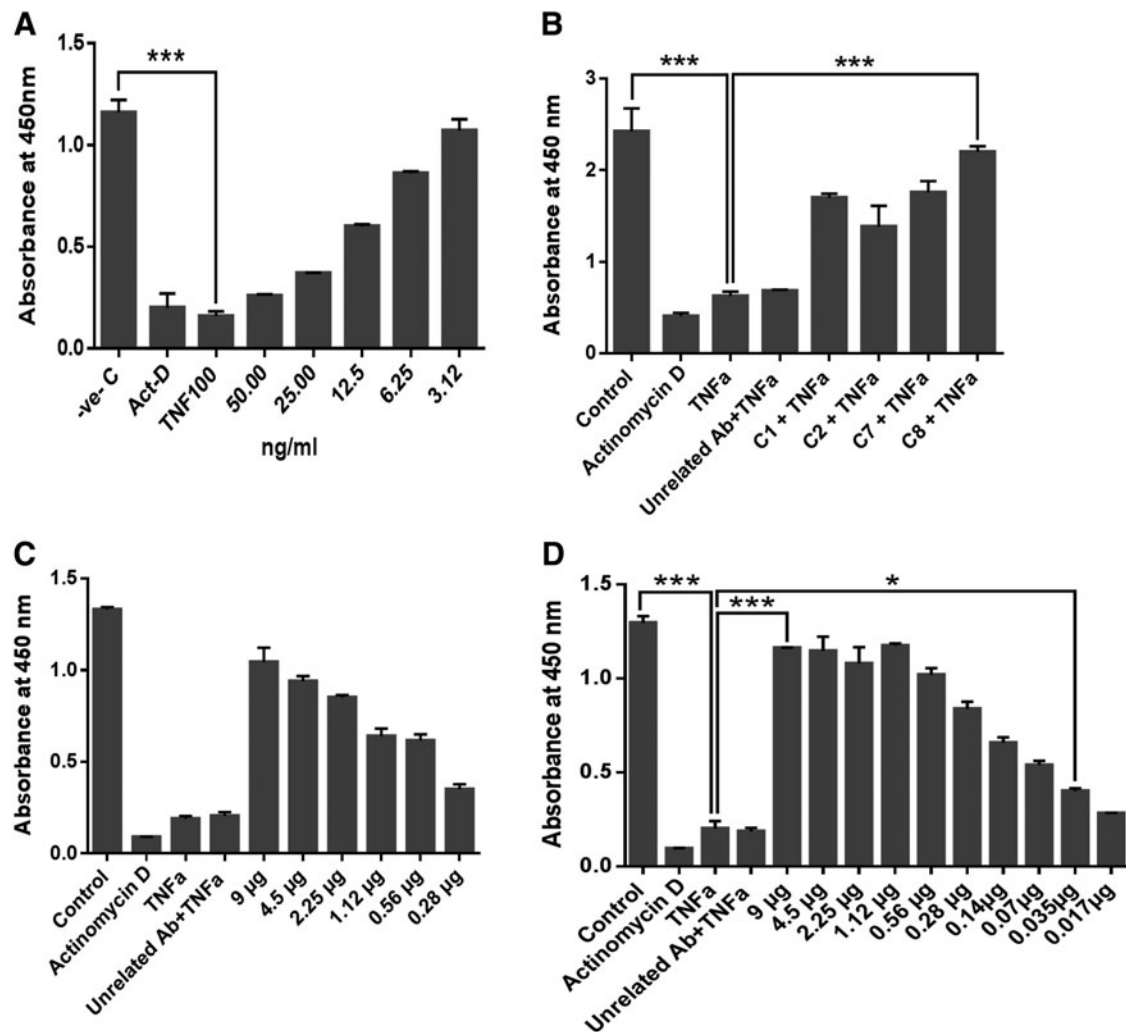 A
Absorbance at 450nm
1.5
1.0
0.5
0.0
***
-ve- C
Act-D
TNF100
50.00
25.00
12.5
6.25
3.12
ng/ml
B
Absorbance at 450 nm
3
2
1
0
***
***
Control
Actinomycin D
TNFa
Unrelated Ab+TNFa
C1 + TNFa
C2 + TNFa
C7 + TNFa
C8 + TNFa
C
Absorbance at 450 nm
1.5
1.0
0.5
0.0
Control
Actinomycin D
TNFa
Unrelated Ab+TNFa
9 µg
4.5 µg
2.25 µg
1.12 µg
0.56 µg
0.28 µg
D
Absorbance at 450 nm
1.5
1.0
0.5
0.0
***
***
*
Control
Actinomycin D
TNFa
Unrelated Ab+TNFa
9 µg
4.5 µg
2.25 µg
1.12 µg
0.56 µg
0.28 µg
0.14µg
0.07µg
0.035µg
0.017µg